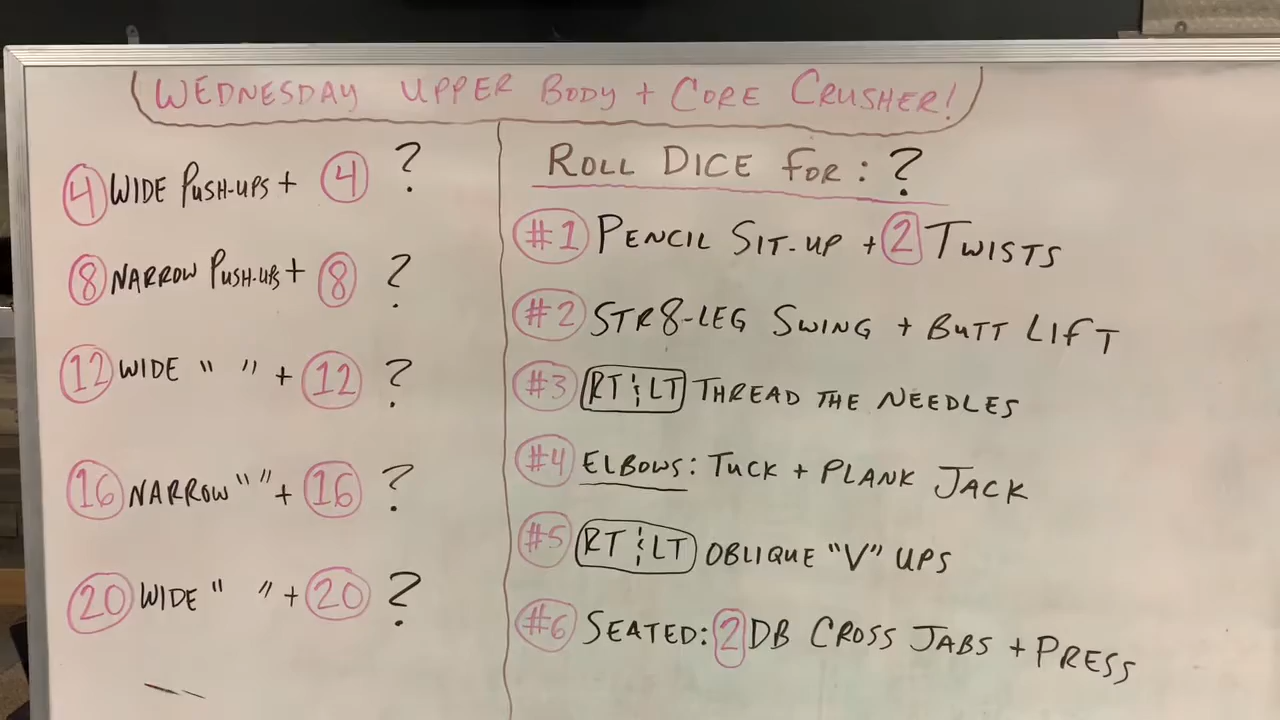 WEDNESDAY UPPER BODY + CORE CRUSHER!
4 WIDE PUSH-UPS + 4 ?
8 NARROW PUSH-UPS + 8 ?
12 WIDE " " + 12 ?
16 NARROW " " + 16 ?
20 WIDE " " + 20 ?
ROLL DICE FOR: ?
#1 PENCIL SIT-UP + 2 TWISTS
#2 STR8-LEG SWING + BUTT LIFT
#3 RT & LT THREAD THE NEEDLES
#4 ELBOWS: TUCK + PLANK JACK
#5 RT & LT OBLIQUE "V" UPS
#6 SEATED: 2 DB CROSS JABS + PRESS